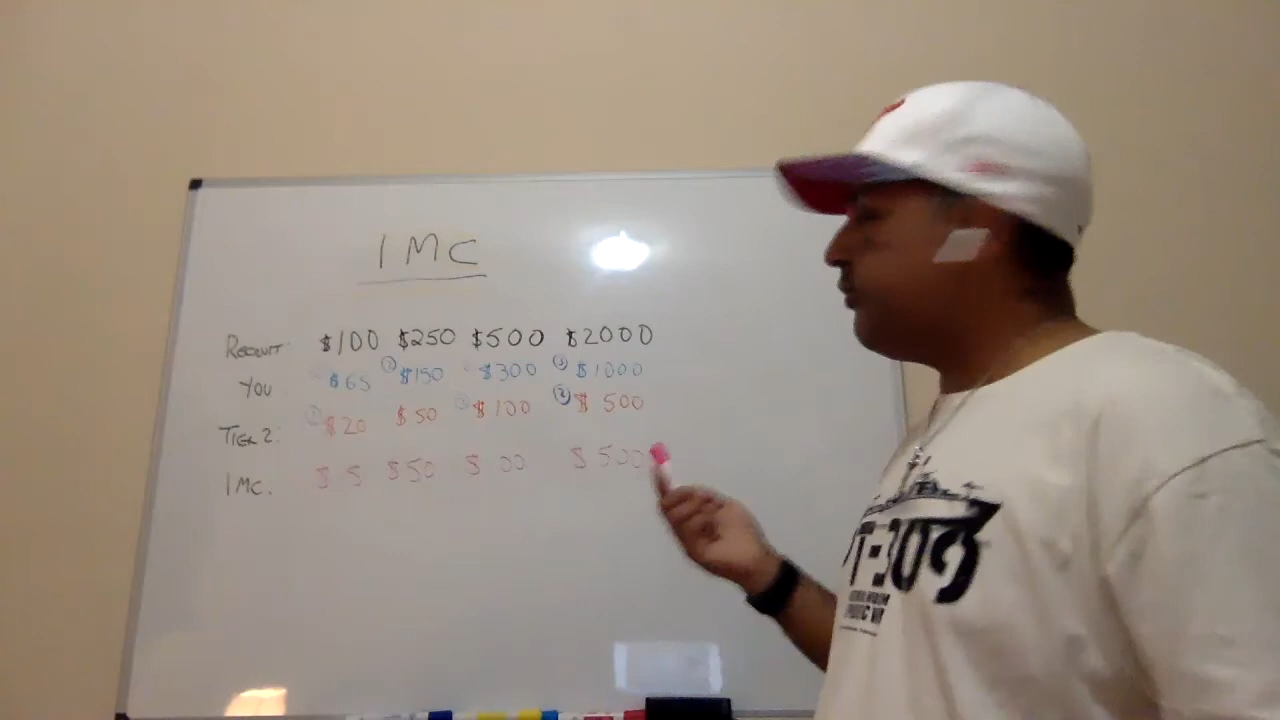 IMC
RECRUIT: $100 $250 $500 $2000
YOU $65 $150 $300 $1000
TIER 2: $20 $50 $100 $500
IMC. $ 5 $50 $ 00 $500